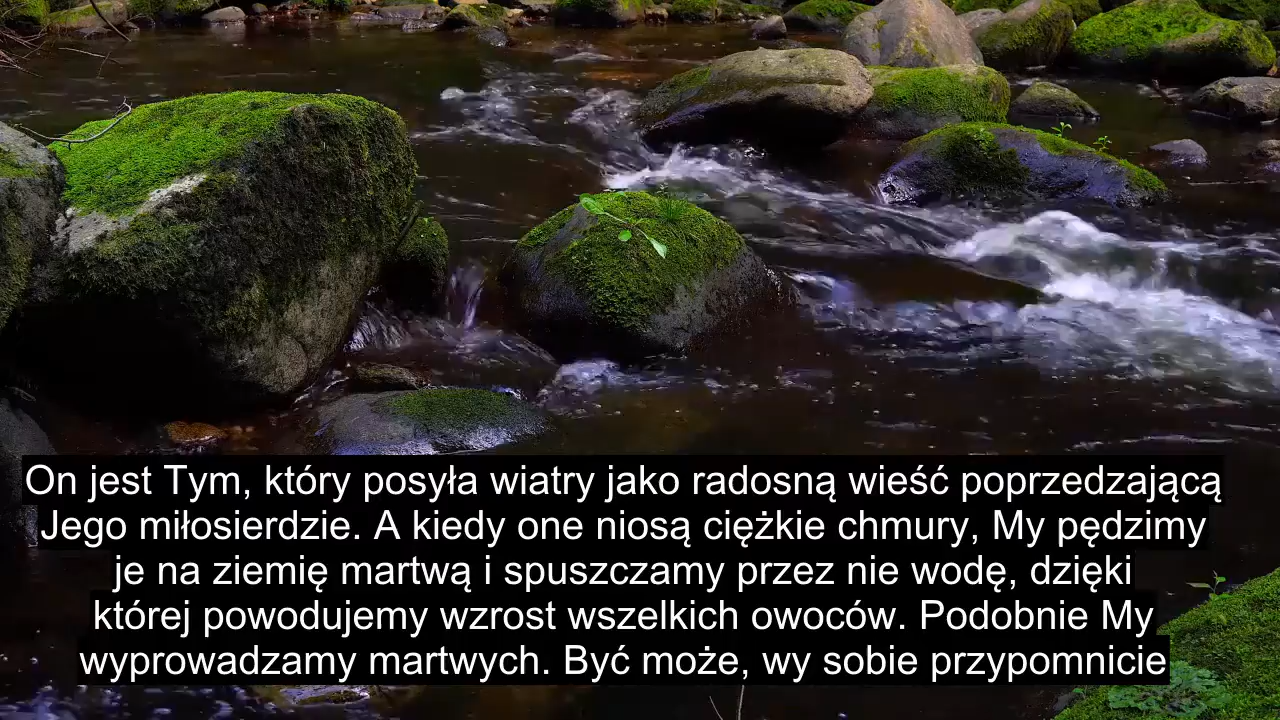 On jest Tym, który posyła wiatry jako radosną wieść poprzedzającą
Jego miłosierdzie. A kiedy one niosą ciężkie chmury, My pędzimy
je na ziemię martwą i spuszczamy przez nie wodę, dzięki
której powodujemy wzrost wszelkich owoców. Podobnie My
wyprowadzamy martwych. Być może, wy sobie przypomnicie